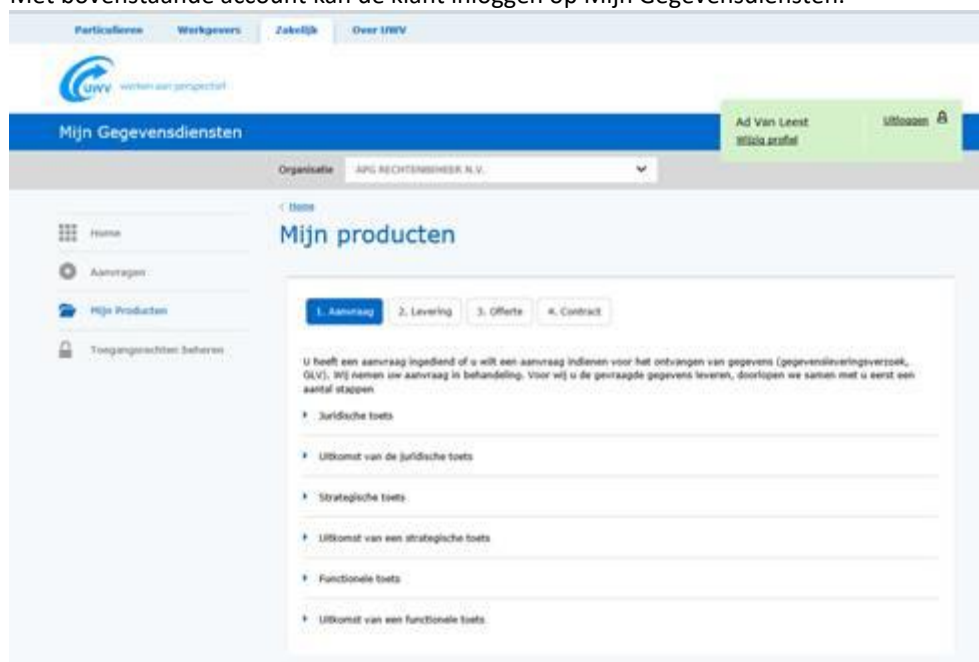 Met bovenstaande account kan de klant inloggen op Mijn Gegevensdiensten.
Particulieren Werkgevers Zakelijk Over UWV
UWV werken aan perspectief
Mijn Gegevensdiensten
Ad Van Leest Uitloggen
Wijzig profiel
Organisatie APG RECHTENBEHEER N.V.
< Home
Mijn producten
Home
Aanvragen
Mijn Producten
Toegangsrechten beheren
1. Aanvraag 2. Levering 3. Offerte 4. Contract
U heeft een aanvraag ingediend of u wilt een aanvraag indienen voor het ontvangen van gegevens (gegevensleveringsverzoek,
GLV). Wij nemen uw aanvraag in behandeling. Voor wij u de gevraagde gegevens leveren, doorlopen we samen met u eerst een
aantal stappen
Juridische toets
Uitkomst van de juridische toets
Strategische toets
Uitkomst van een strategische toets
Functionele toets
Uitkomst van een functionele toets